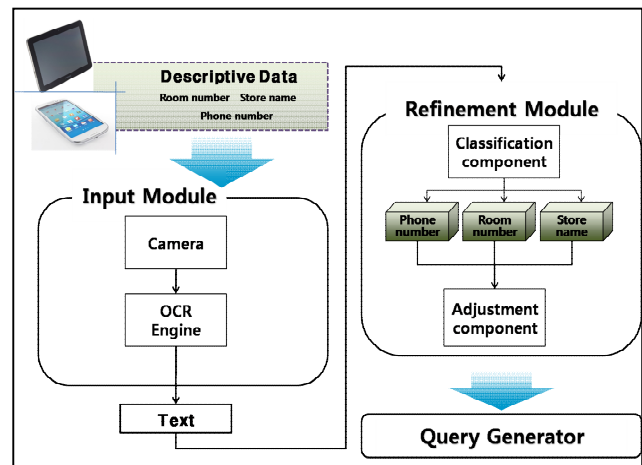 Descriptive Data
Room number Store name
Phone number
Input Module
Camera
OCR
Engine
Text
Refinement Module
Classification
component
Phone
number
Room
number
Store
name
Adjustment
component
Query Generator